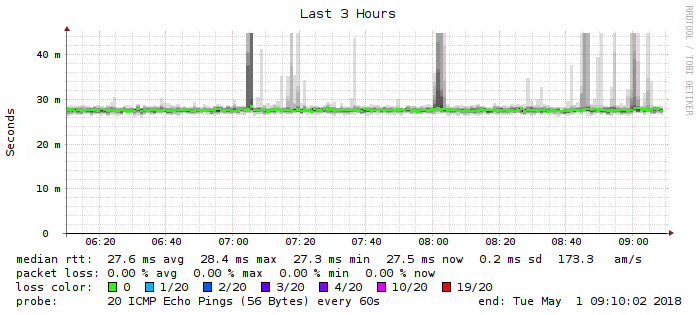 Last 3 Hours
RRDTOOL / TOBI OETIKER
Seconds
40 m
30 m
20 m
10 m
0
06:20 06:40 07:00 07:20 07:40 08:00 08:20 08:40 09:00
median rtt: 27.6 ms avg 28.4 ms max 27.3 ms min 27.5 ms now 0.2 ms sd 173.3 am/s
packet loss: 0.00 % avg 0.00 % max 0.00 % min 0.00 % now
loss color: 0 1/20 2/20 3/20 4/20 10/20 19/20
probe: 20 ICMP Echo Pings (56 Bytes) every 60s end: Tue May 1 09:10:02 2018